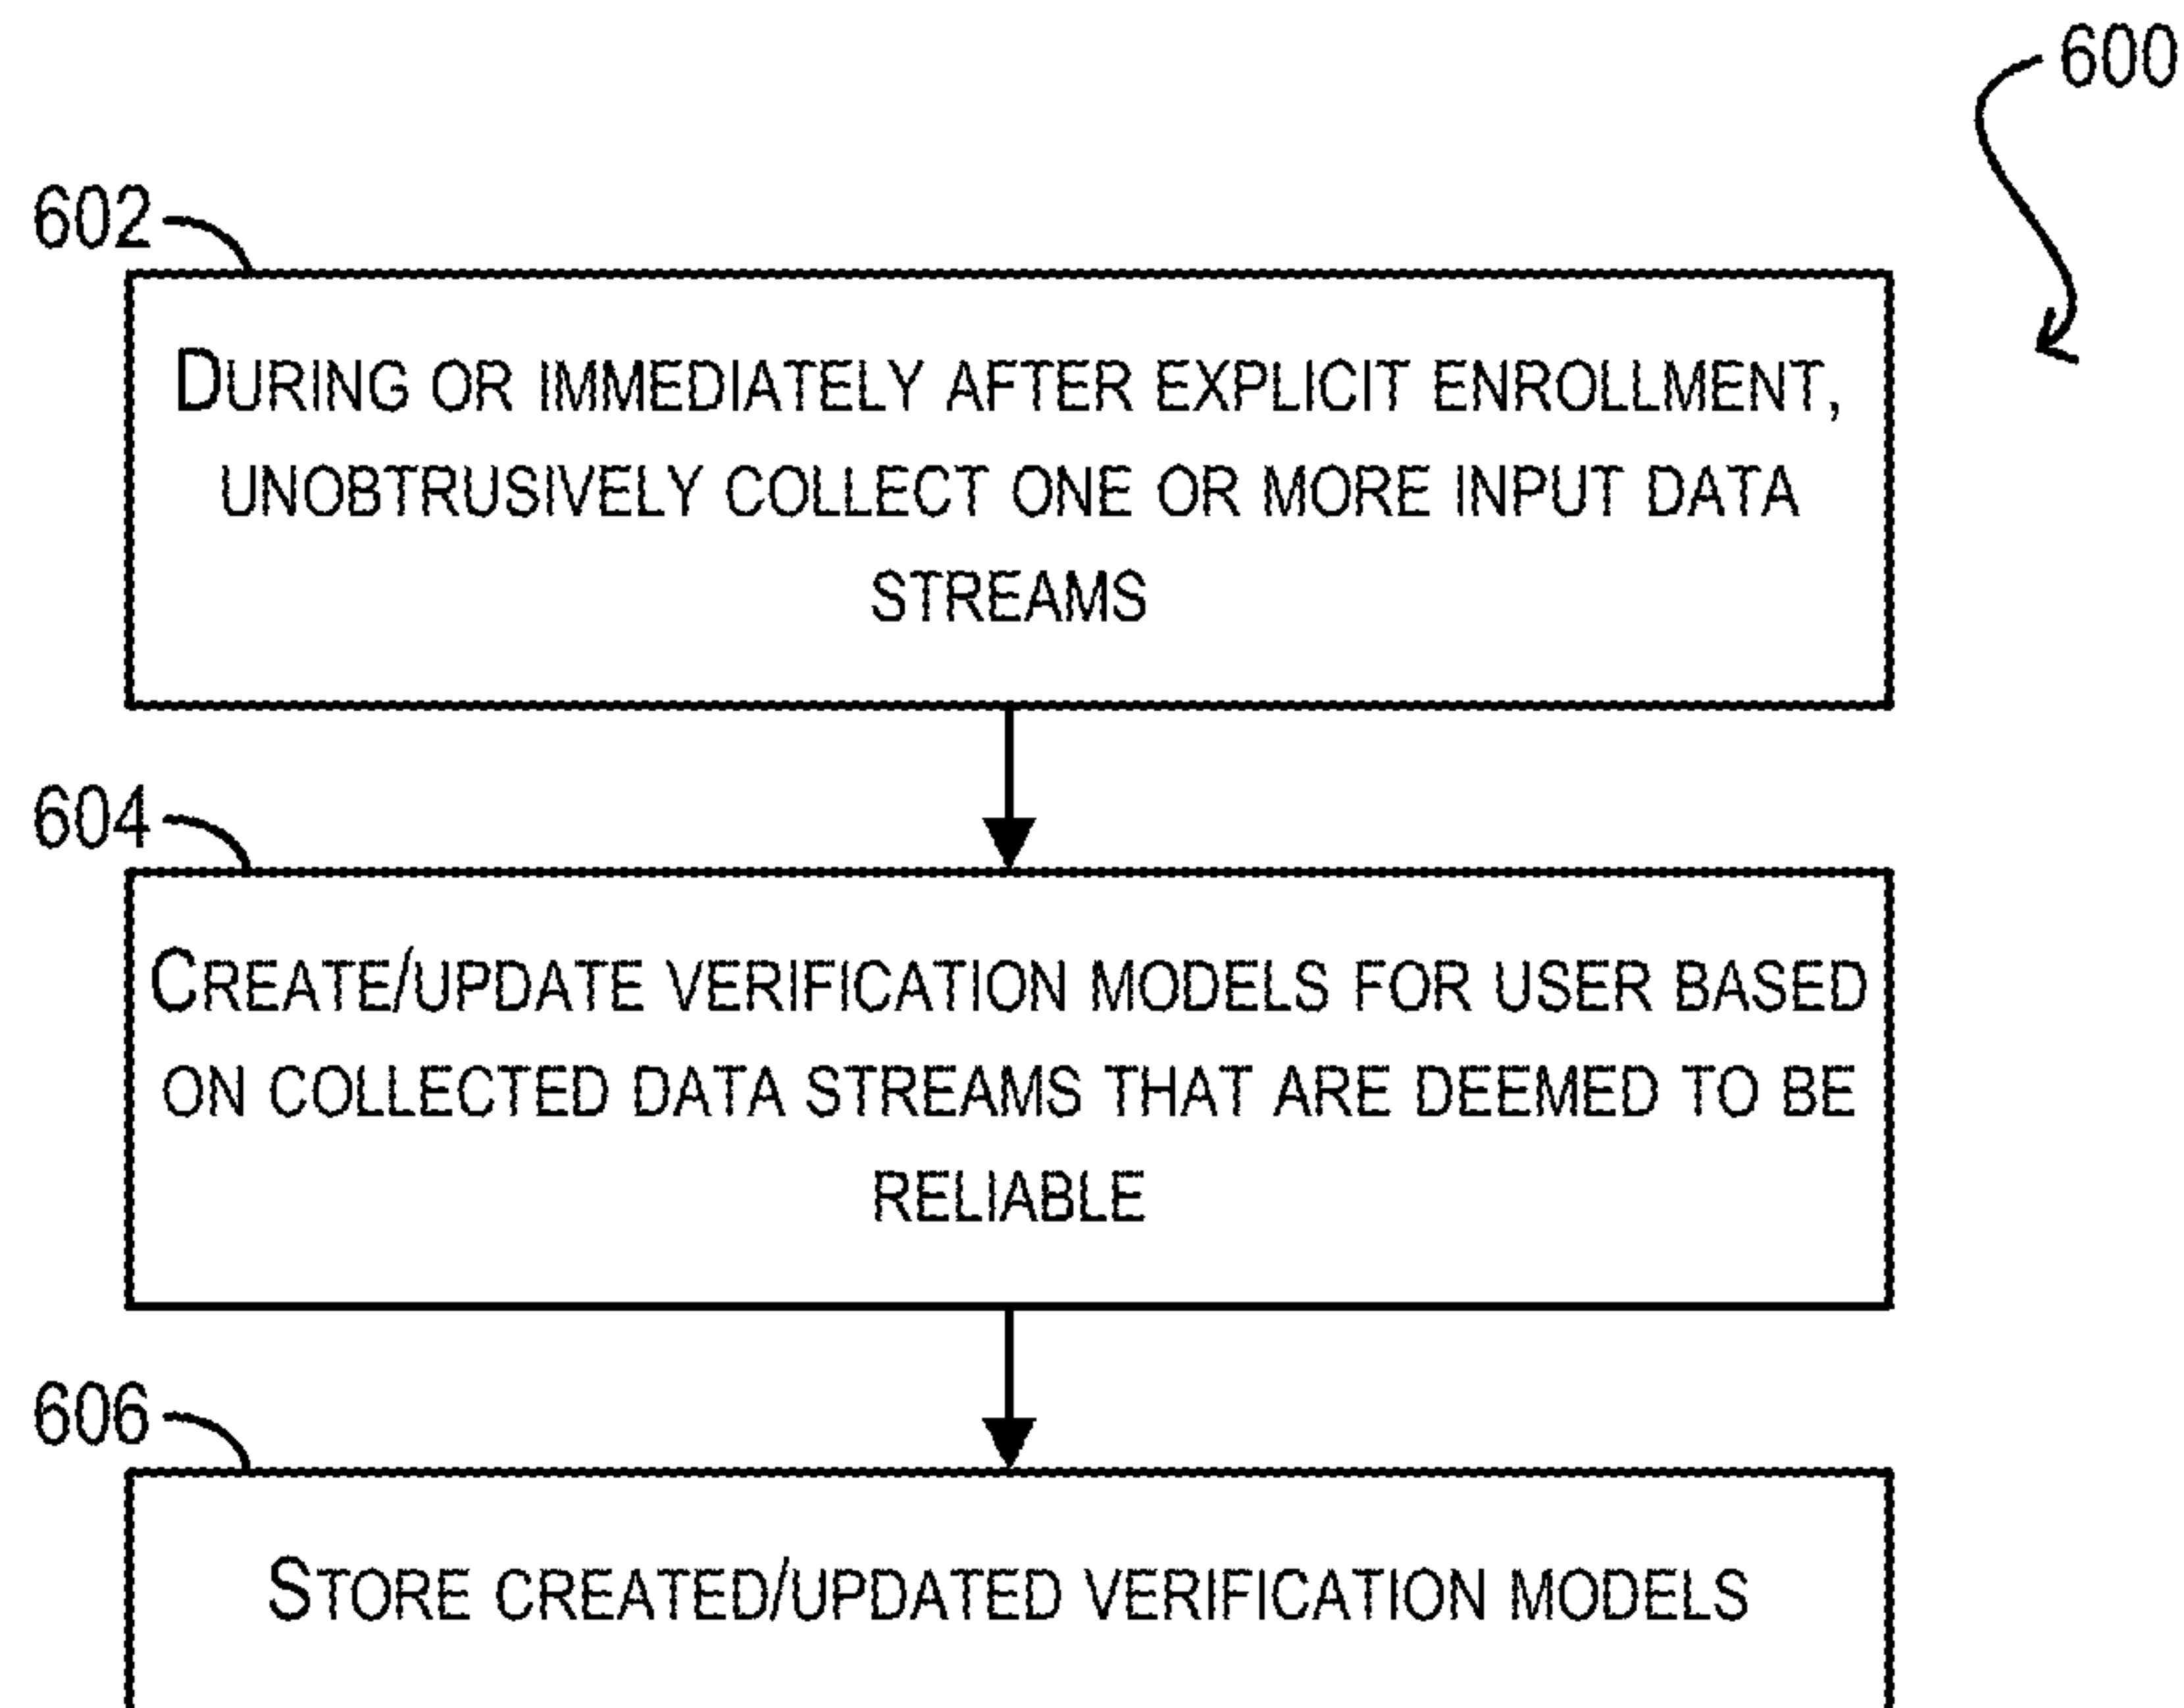 600
602
DURING OR IMMEDIATELY AFTER EXPLICIT ENROLLMENT,
UNOBTRUSIVELY COLLECT ONE OR MORE INPUT DATA
STREAMS
604
CREATE/UPDATE VERIFICATION MODELS FOR USER BASED
ON COLLECTED DATA STREAMS THAT ARE DEEMED TO BE
RELIABLE
606
STORE CREATED/UPDATED VERIFICATION MODELS